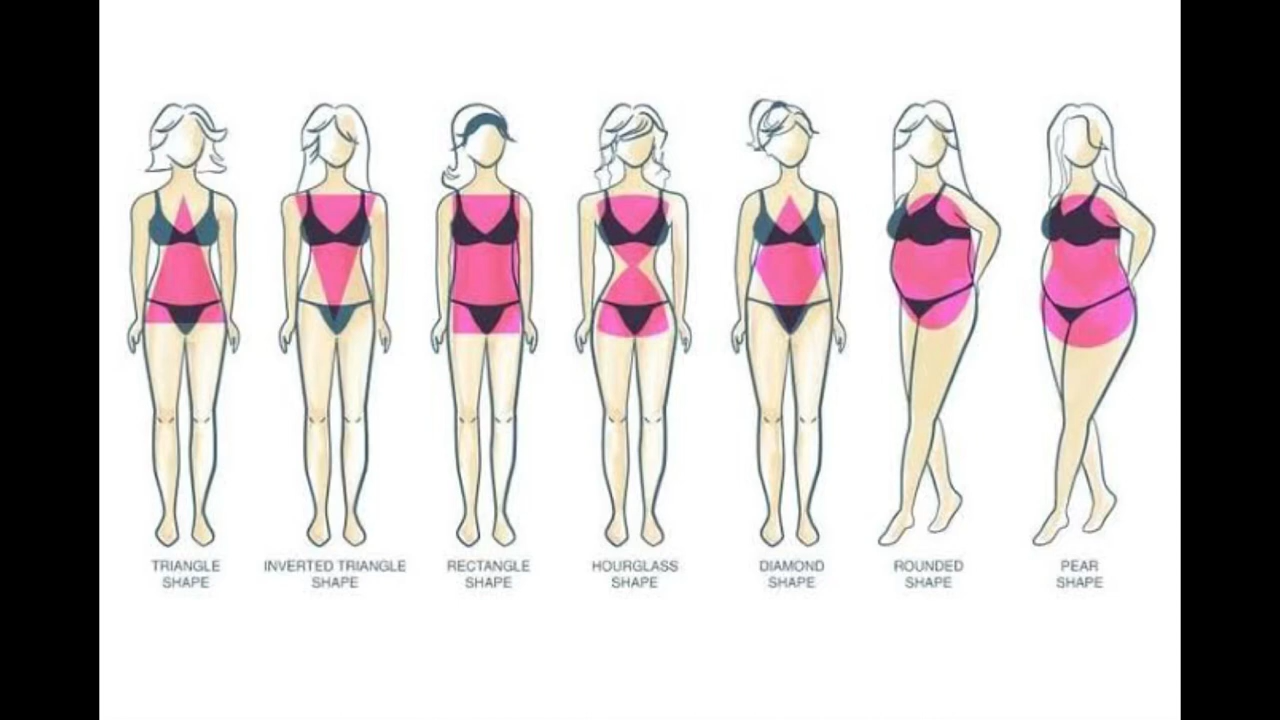 TRIANGLE
SHAPE
INVERTED TRIANGLE
SHAPE
RECTANGLE
SHAPE
HOURGLASS
SHAPE
DIAMOND
SHAPE
ROUNDED
SHAPE
PEAR
SHAPE